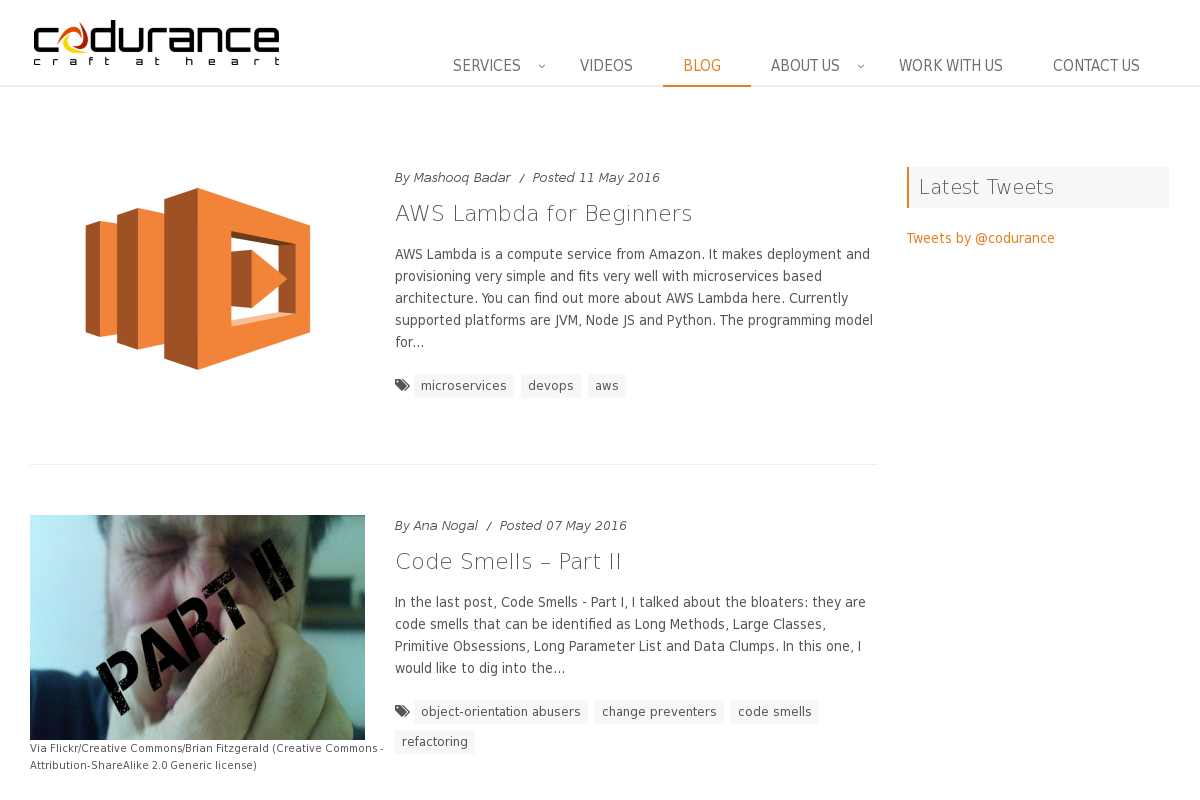 codurance
craft at heart
SERVICES VIDEOS BLOG ABOUT US WORK WITH US CONTACT US
By Mashooq Badar / Posted 11 May 2016
AWS Lambda for Beginners
AWS Lambda is a compute service from Amazon. It makes deployment and
provisioning very simple and fits very well with microservices based
architecture. You can find out more about AWS Lambda here. Currently
supported platforms are JVM, Node JS and Python. The programming model
for...
microservices devops aws
Latest Tweets
Tweets by @codurance
PART II
Via Flickr/Creative Commons/Brian Fitzgerald (Creative Commons -
Attribution-ShareAlike 2.0 Generic license)
By Ana Nogal / Posted 07 May 2016
Code Smells – Part II
In the last post, Code Smells - Part I, I talked about the bloaters: they are
code smells that can be identified as Long Methods, Large Classes,
Primitive Obsessions, Long Parameter List and Data Clumps. In this one, I
would like to dig into the...
object-orientation abusers change preventers code smells
refactoring